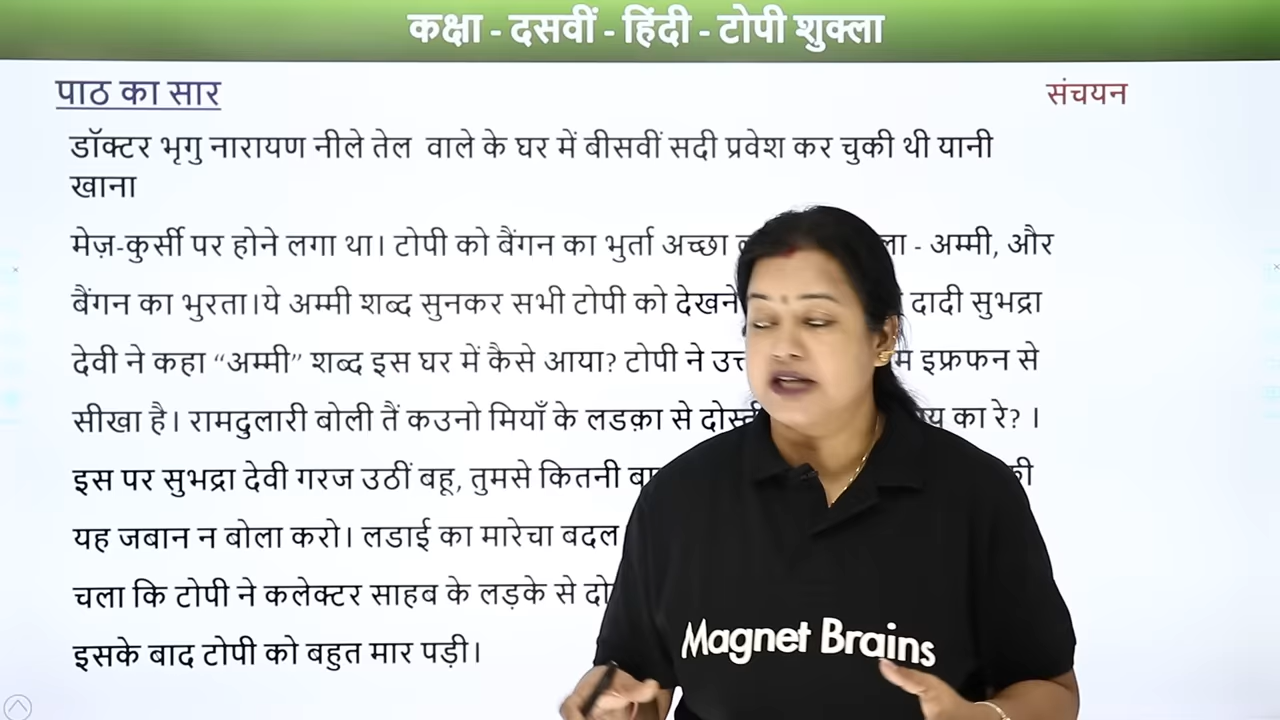 कक्षा - दसवीं - हिंदी - टोपी शुक्ला
पाठ का सार
संचयन
डॉक्टर भृगु नारायण नीले तेल वाले के घर में बीसवीं सदी प्रवेश कर चुकी थी यानी
खाना
मेज़-कुर्सी पर होने लगा था। टोपी को बैंगन का भुर्ता अच्छा - अम्मी, और
बैंगन का भुरता।ये अम्मी शब्द सुनकर सभी टोपी को देखने दादी सुभद्रा
देवी ने कहा “अम्मी” शब्द इस घर में कैसे आया? टोपी ने इफ़्रफन से
सीखा है। रामदुलारी बोली तैं कउनो मियाँ के लडक़ा से का रे? ।
इस पर सुभद्रा देवी गरज उठीं बहू, तुमसे कितनी
यह जबान न बोला करो। लडाई का मारेचा बदल
चला कि टोपी ने कलेक्टर साहब के लड़के से
इसके बाद टोपी को बहुत मार पड़ी।
Magnet Brains